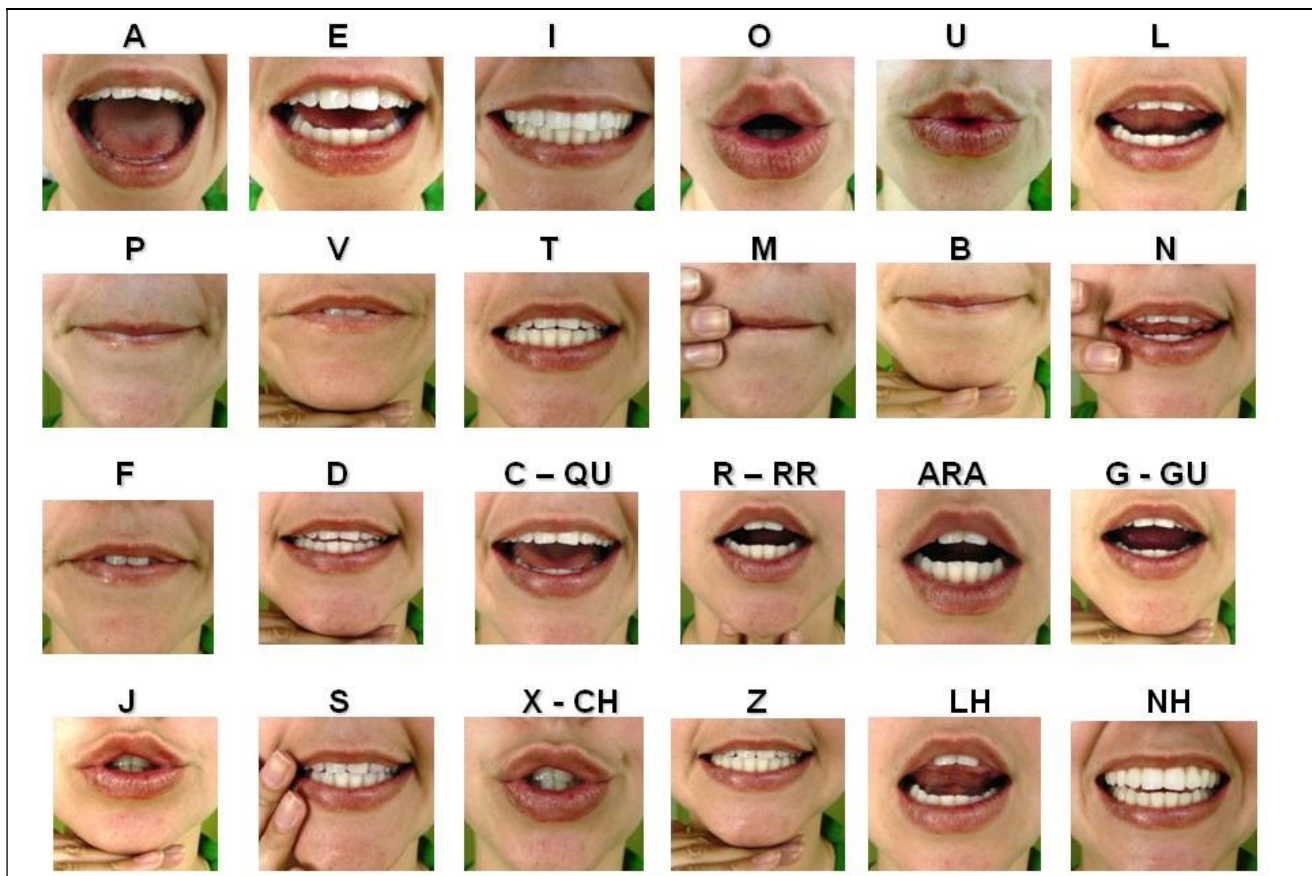 A E I O U L
P V T M B N
F D C – QU R – RR ARA G - GU
J S X - CH Z LH NH